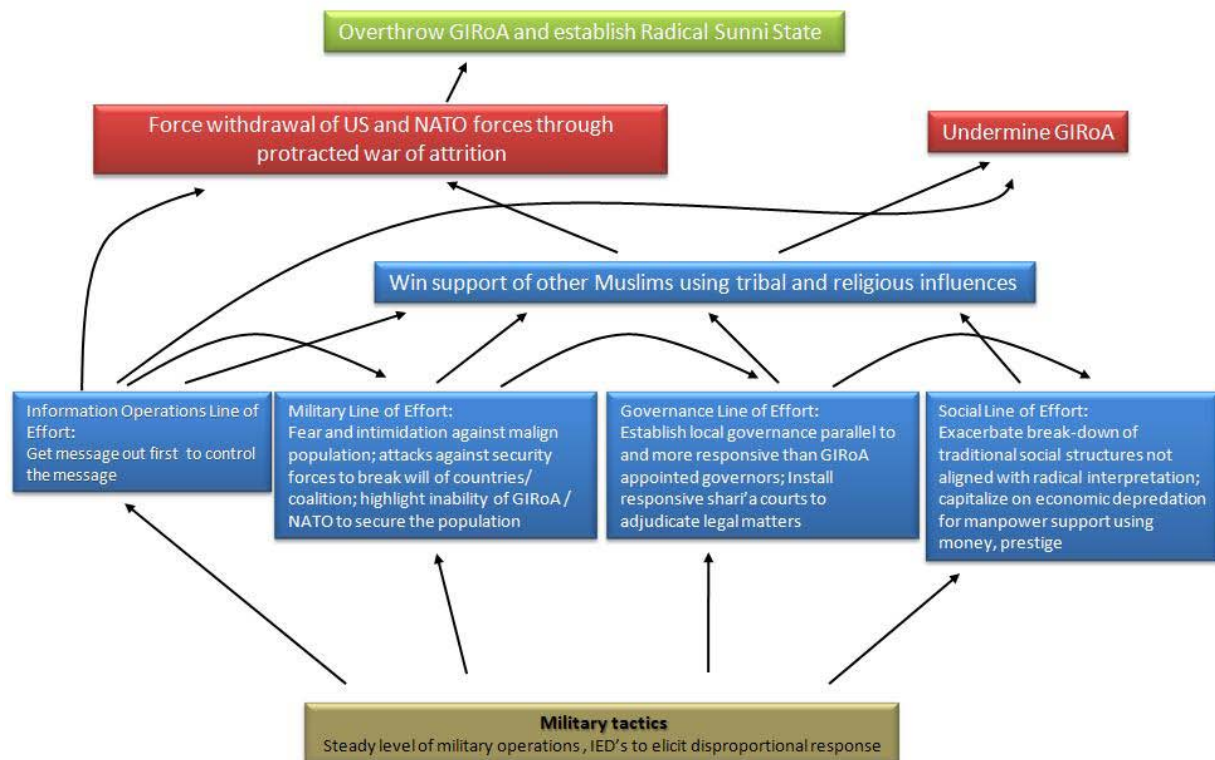 Overthrow GIRoA and establish Radical Sunni State
Force withdrawal of US and NATO forces through
protracted war of attrition
Undermine GIRoA
Win support of other Muslims using tribal and religious influences
Information Operations Line of
Effort:
Get message out first to control
the message
Military Line of Effort:
Fear and intimidation against malign
population; attacks against security
forces to break will of countries/
coalition; highlight inability of GIRoA /
NATO to secure the population
Governance Line of Effort:
Establish local governance parallel to
and more responsive than GIRoA
appointed governors; Install
responsive shari'a courts to
adjudicate legal matters
Social Line of Effort:
Exacerbate break-down of
traditional social structures not
aligned with radical interpretation;
capitalize on economic depredation
for manpower support using
money, prestige
Military tactics
Steady level of military operations , IED's to elicit disproportional response